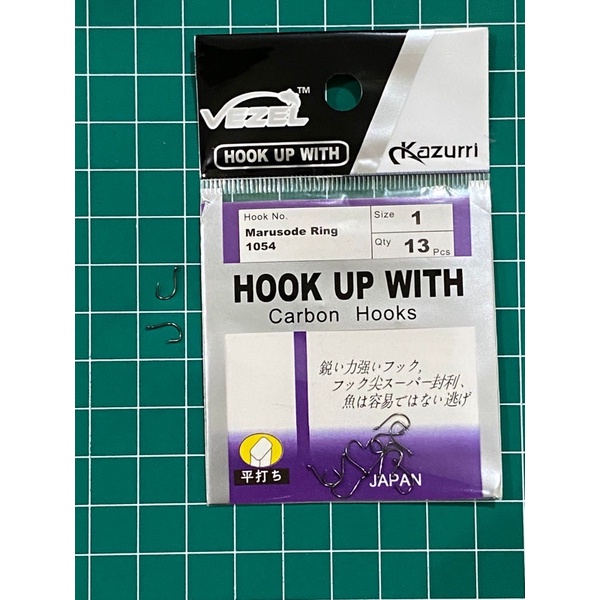 VEZEL™
HOOK UP WITH
Kazurri
Hook No.
Marusode Ring
1054
Size 1
Qty 13 Pcs
HOOK UP WITH
Carbon Hooks
鋭い力強いフック,
フック尖スーパー封利、
魚は容易ではない逃げ
平打ち
JAPAN